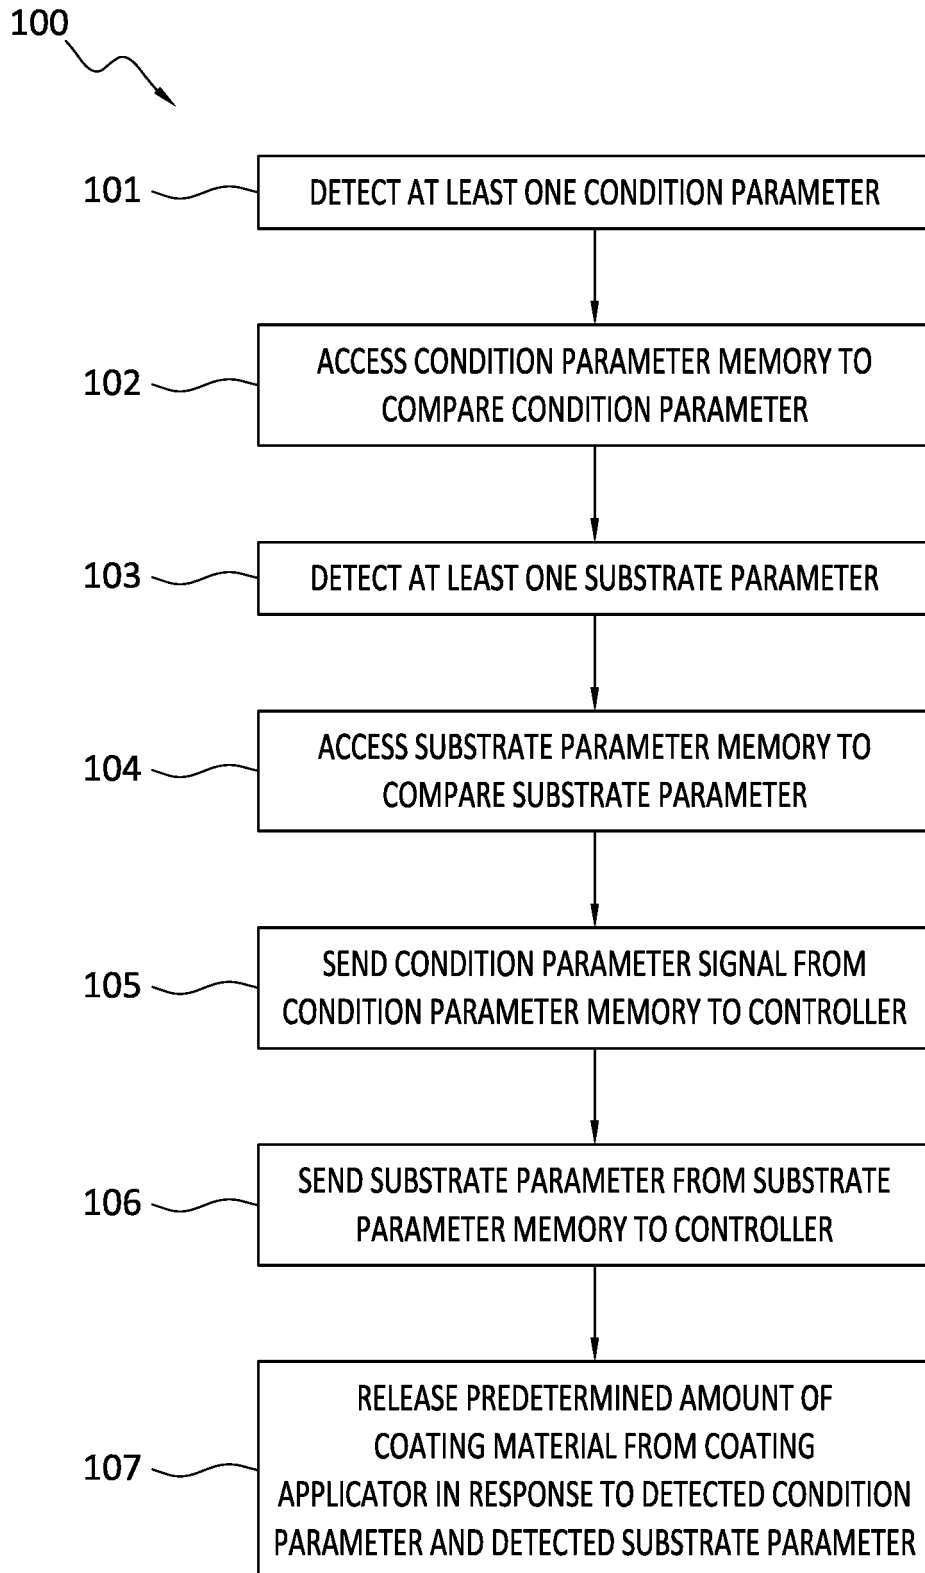 100
101
DETECT AT LEAST ONE CONDITION PARAMETER
102
ACCESS CONDITION PARAMETER MEMORY TO
COMPARE CONDITION PARAMETER
103
DETECT AT LEAST ONE SUBSTRATE PARAMETER
104
ACCESS SUBSTRATE PARAMETER MEMORY TO
COMPARE SUBSTRATE PARAMETER
105
SEND CONDITION PARAMETER SIGNAL FROM
CONDITION PARAMETER MEMORY TO CONTROLLER
106
SEND SUBSTRATE PARAMETER FROM SUBSTRATE
PARAMETER MEMORY TO CONTROLLER
107
RELEASE PREDETERMINED AMOUNT OF
COATING MATERIAL FROM COATING
APPLICATOR IN RESPONSE TO DETECTED CONDITION
PARAMETER AND DETECTED SUBSTRATE PARAMETER